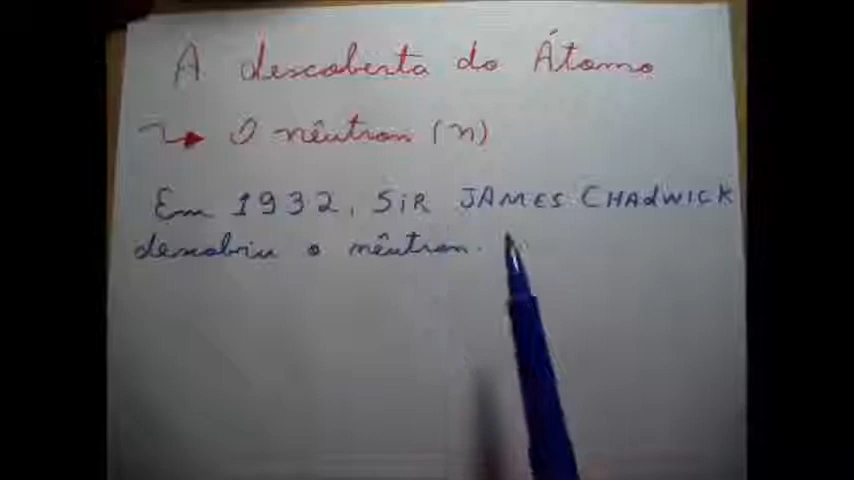 A descoberta do Átomo
O nêutron (n)
Em 1932, SiR JAMES CHADWICK
descobriu o nêutron.